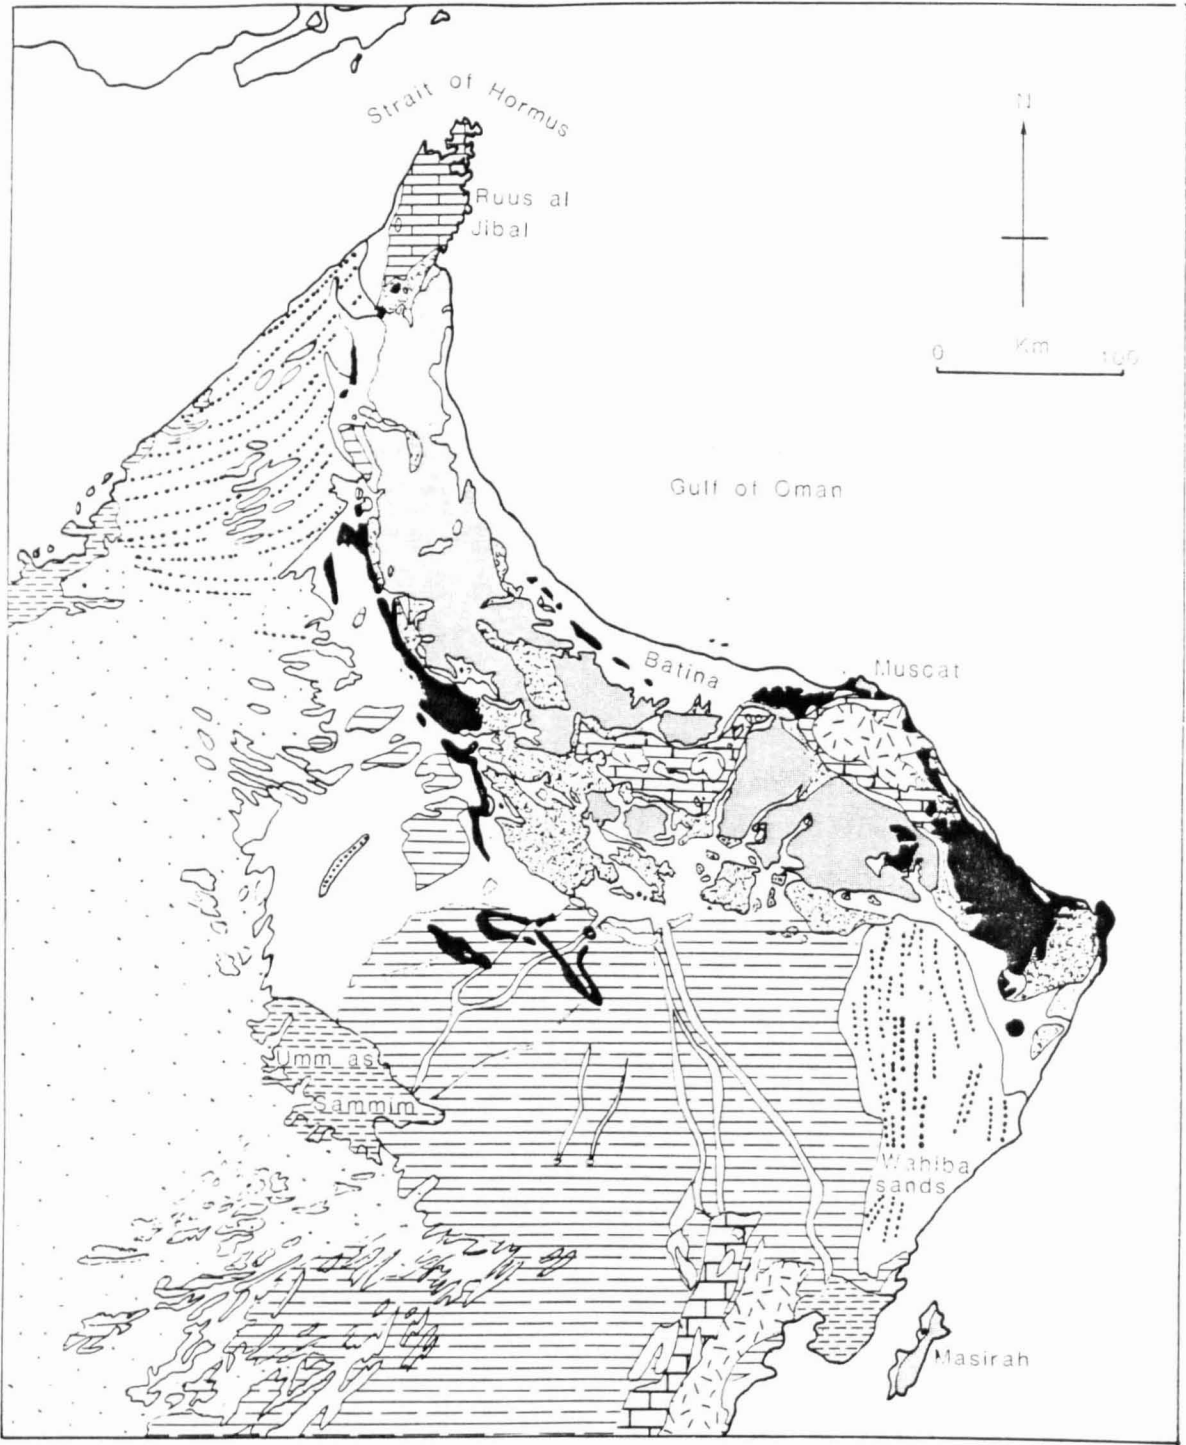 Strait of Hormus
N
Ruus al
Jibal
0 Km 100
Gulf of Oman
Batina
Muscat
Umm as
Sammim
Wahiba
sands
Masirah